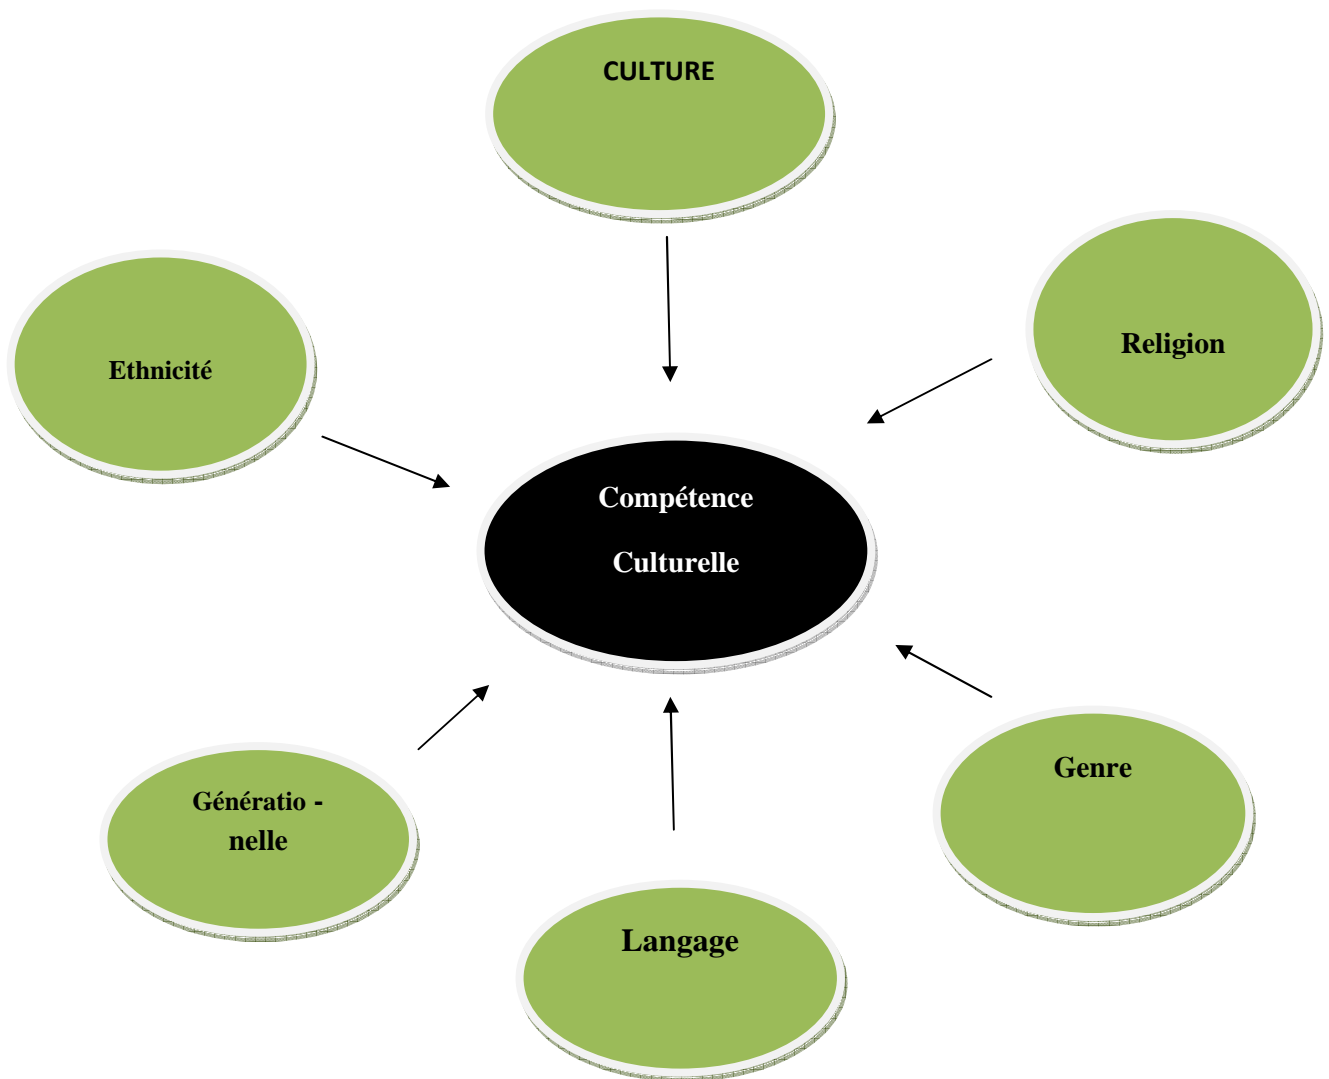 CULTURE
Religion
Ethnicité
Compétence
Culturelle
Genre
Génératio -
nelle
Langage